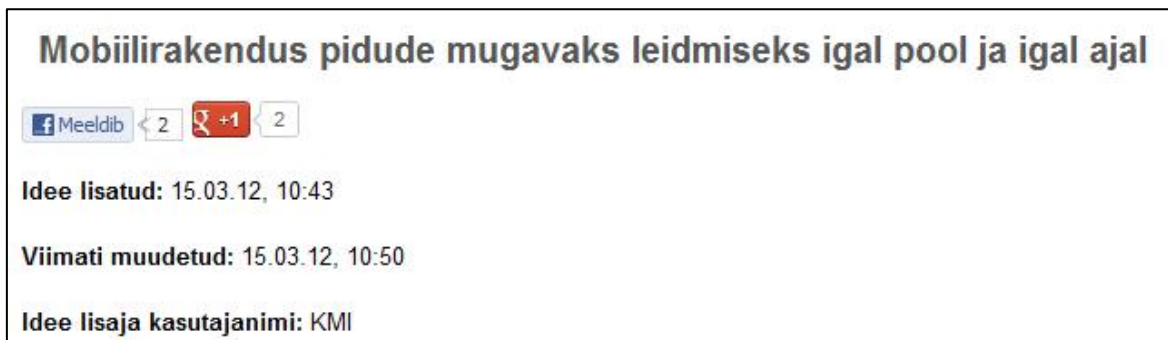 Mobiilirakendus pidude mugavaks leidmiseks igal pool ja igal ajal
Meeldib 2 g +1 2
Idee lisatud: 15.03.12, 10:43
Viimati muudetud: 15.03.12, 10:50
Idee lisaja kasutajanimi: KMI